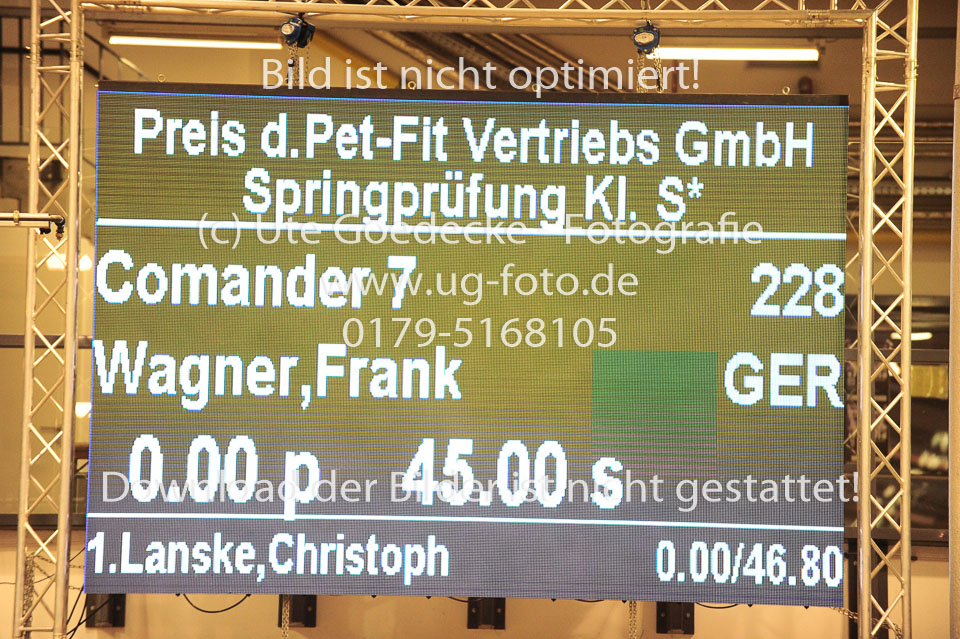 Bild ist nicht optimiert!
Preis d.Pet-Fit Vertriebs GmbH
Springprüfung Kl. S*
(c) Ute Goedecke - Fotografie
Comander 7 228
www.ug-foto.de
0179-5168105
Wagner,Frank GER
0.00 p 45.00 s
Download der Bilder ist nicht gestattet!
1.Lanske,Christoph 0.00/46.80